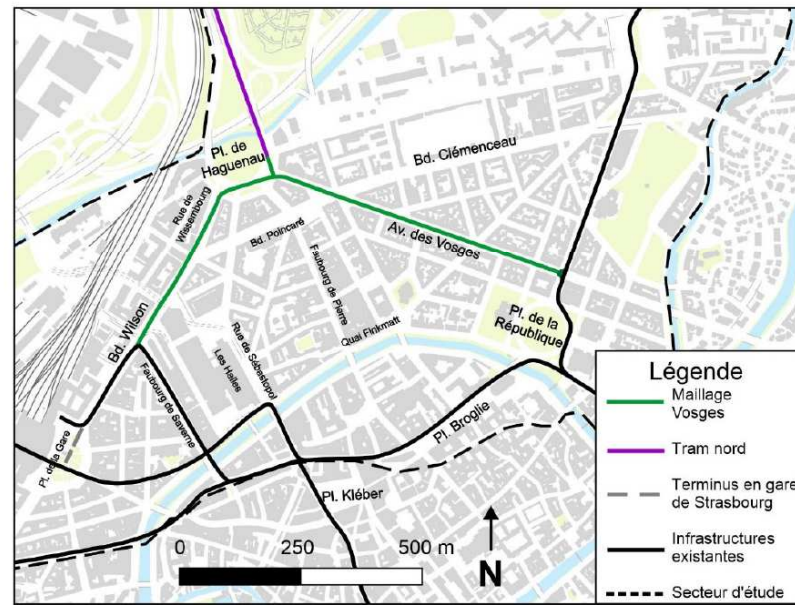 Pl. de
Haguenau
Bd. Clémenceau
Rue de
Wissembourg
Bd. Poincaré
Av. des Vosges
Faubourg de Pierre
Pl. de la
République
Quai Finkmatt
Bd. Wilson
Rue de Sébastopol
Les Halles
Faubourg de Saverne
Pl. de la Gare
Pl. Broglie
Pl. Kléber
0 250 500 m
N
Légende
Maillage
Vosges
Tram nord
Terminus en gare
de Strasbourg
Infrastructures
existantes
Secteur d'étude